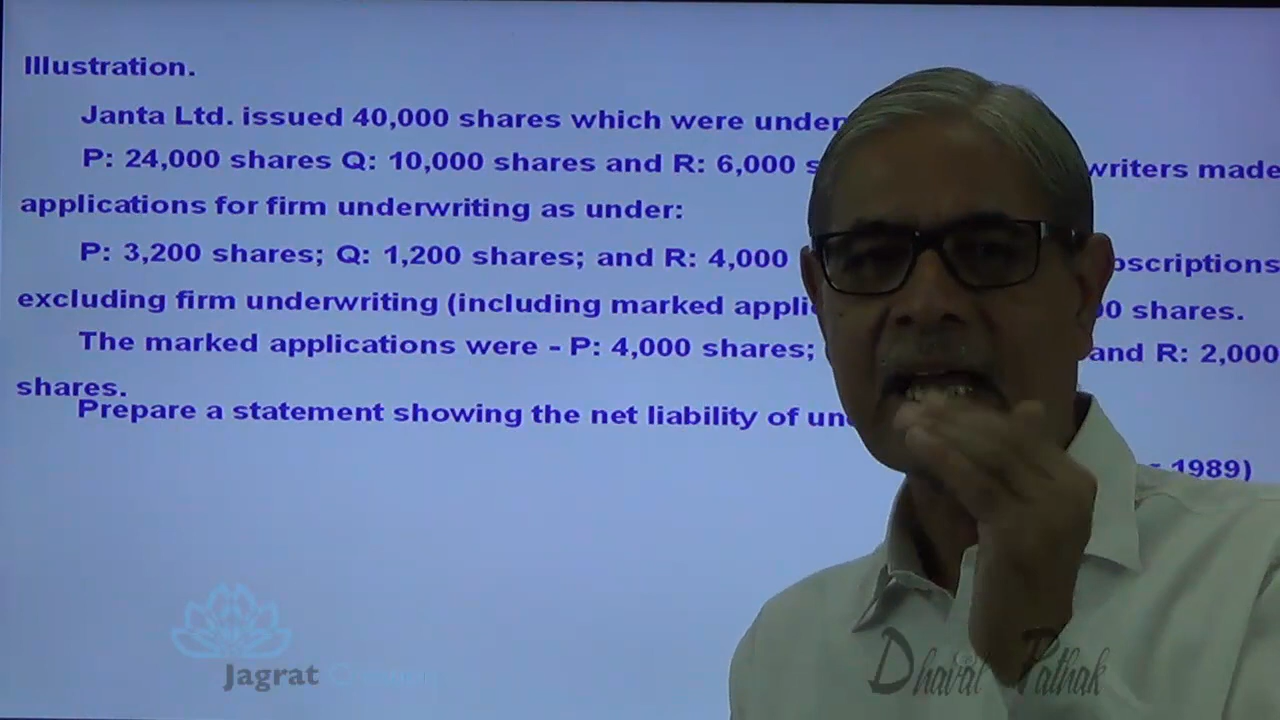 Illustration.
Janta Ltd. issued 40,000 shares which were under
P: 24,000 shares Q: 10,000 shares and R: 6,000 s writers made
applications for firm underwriting as under:
P: 3,200 shares; Q: 1,200 shares; and R: 4,000 bscriptions
excluding firm underwriting (including marked appli 00 shares.
The marked applications were - P: 4,000 shares; and R: 2,000
shares.
Prepare a statement showing the net liability of un
1989)
Jagrat
Dhaval Pathak